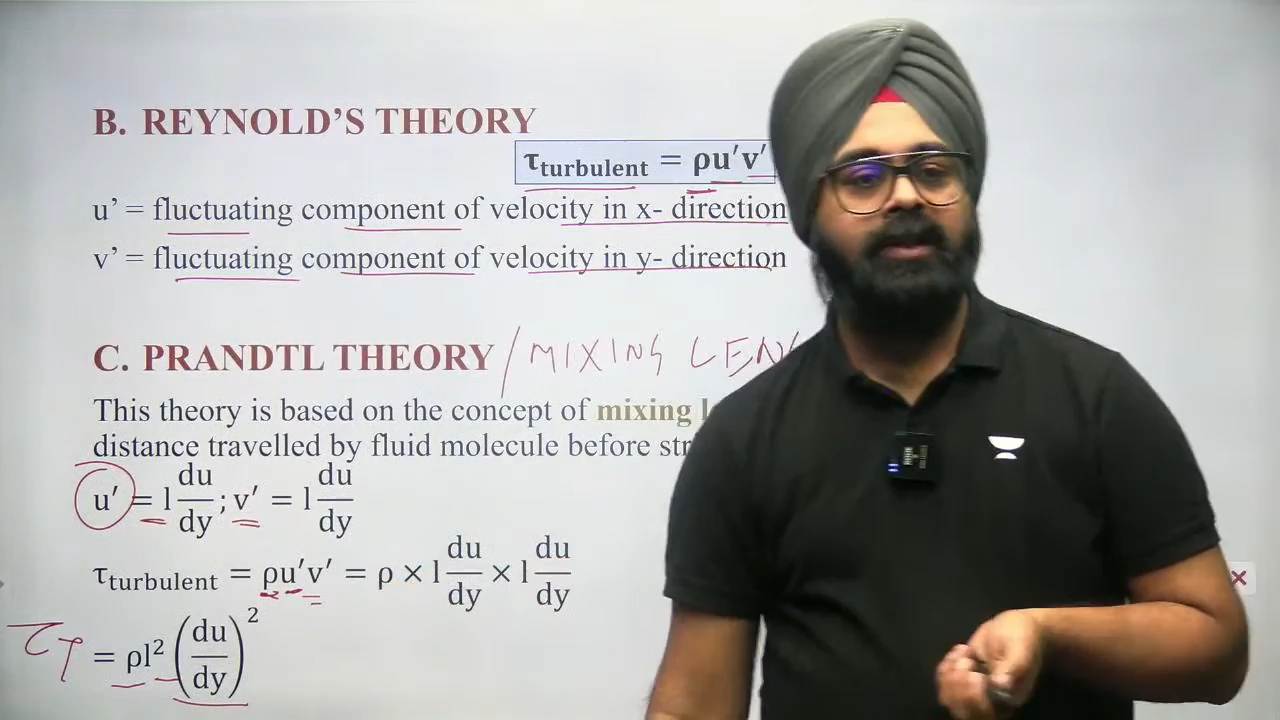 B. REYNOLD’S THEORY
τturbulent = ρu′v′
u’ = fluctuating component of velocity in x- direction
v’ = fluctuating component of velocity in y- direction
C. PRANDTL THEORY / MIXING LEN
This theory is based on the concept of mixing
distance travelled by fluid molecule before
u′ = l du/dy ; v′ = l du/dy
τturbulent = ρu′v′ = ρ × l du/dy × l du/dy
τT = ρl² (du/dy)²